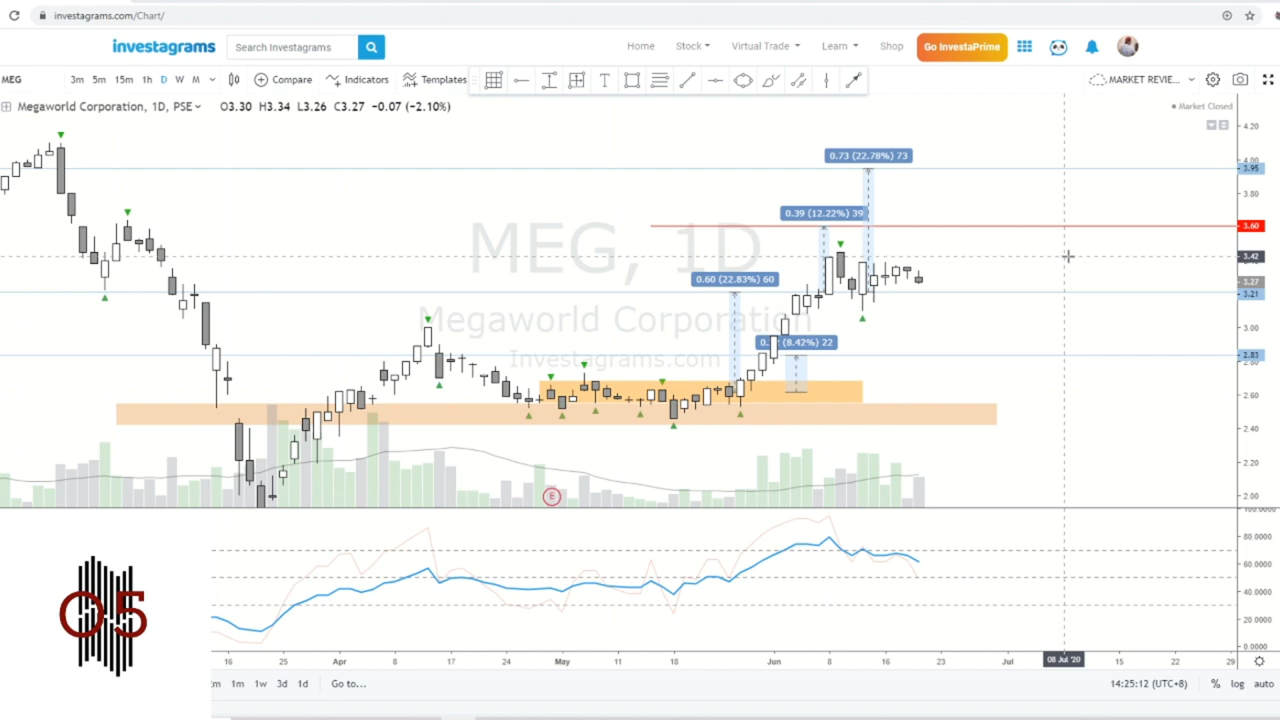 investagrams.com/Chart/
investagrams
Search Investagrams
Home
Stock
Virtual Trade
Learn
Shop
Go InvestaPrime
MEG
3m 5m 15m 1h D W M
Compare
Indicators
Templates
T
MARKET REVIE...
Megaworld Corporation, 1D, PSE
O3.30 H3.34 L3.26 C3.27 -0.07 (-2.10%)
Market Closed
4.20
0.73 (22.78%) 73
4.00
3.95
3.80
0.39 (12.22%) 39
3.60
MEG, 1D
3.42
0.60 (22.83%) 60
3.27
3.21
Megaworld Corporation
3.00
(8.42%) 22
Investagrams.com
2.83
2.80
2.60
2.40
2.20
E
2.00
100.0000
80.0000
60.0000
40.0000
20.0000
0.0000
O5
16 25 Apr 8 17 24 May 11 18 Jun 8 16 23 Jul 08 Jul '20 15 22 29
1m 1w 3d 1d
Go to...
14:25:12 (UTC+8)
% log auto